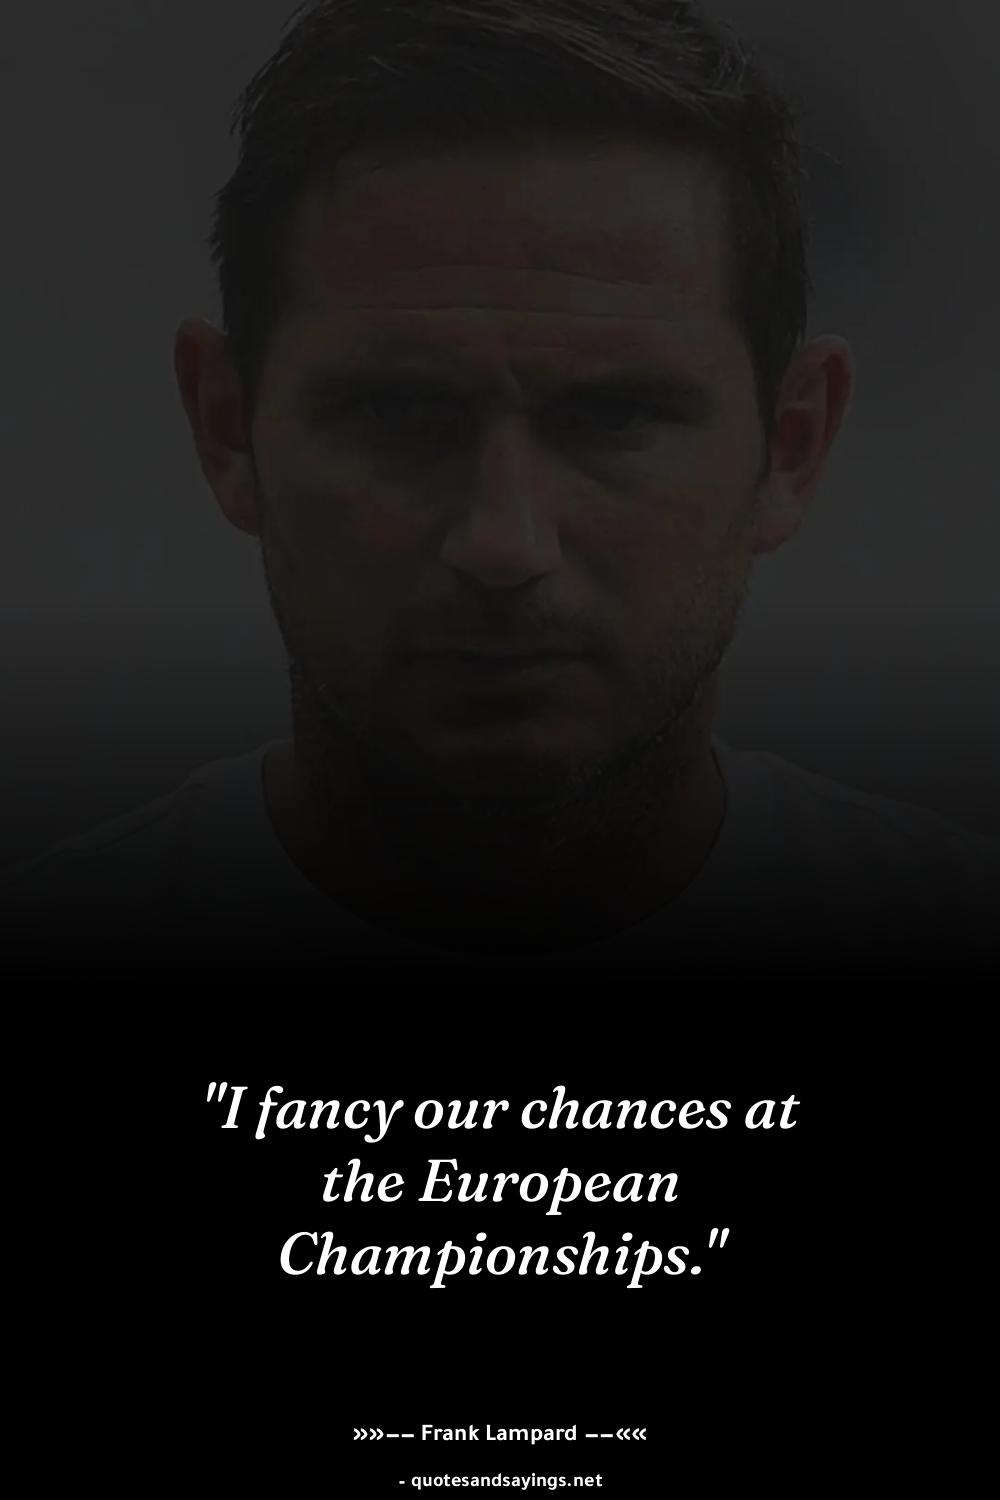 "I fancy our chances at
the European
Championships."
»»−− Frank Lampard −−««
- quotesandsayings.net